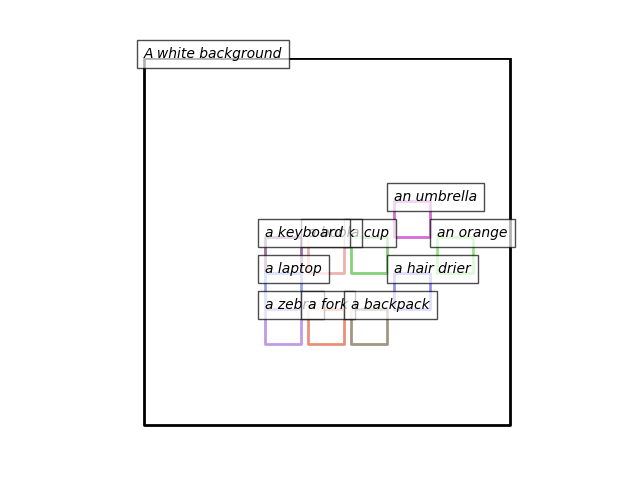 A white background
an umbrella
a keyboard
a cup
an orange
a laptop
a hair drier
a zebra
a fork
a backpack